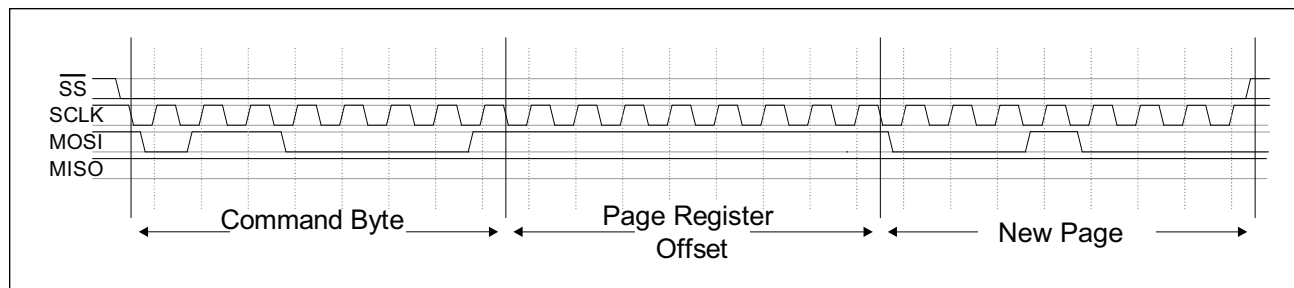 SS
SCLK
MOSI
MISO
Command Byte
Page Register
Offset
New Page